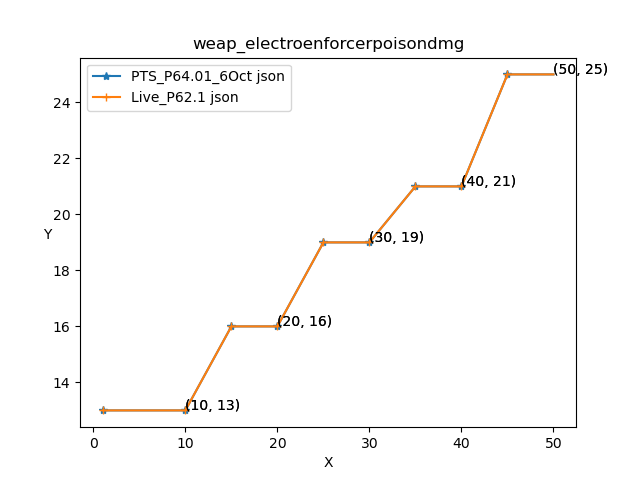 weap_electroenforcerpoisondmg
PTS_P64.01_6Oct json
Live_P62.1 json
(50, 25)
(40, 21)
(30, 19)
(20, 16)
(10, 13)
24
22
20
18
16
14
Y
0 10 20 30 40 50
X